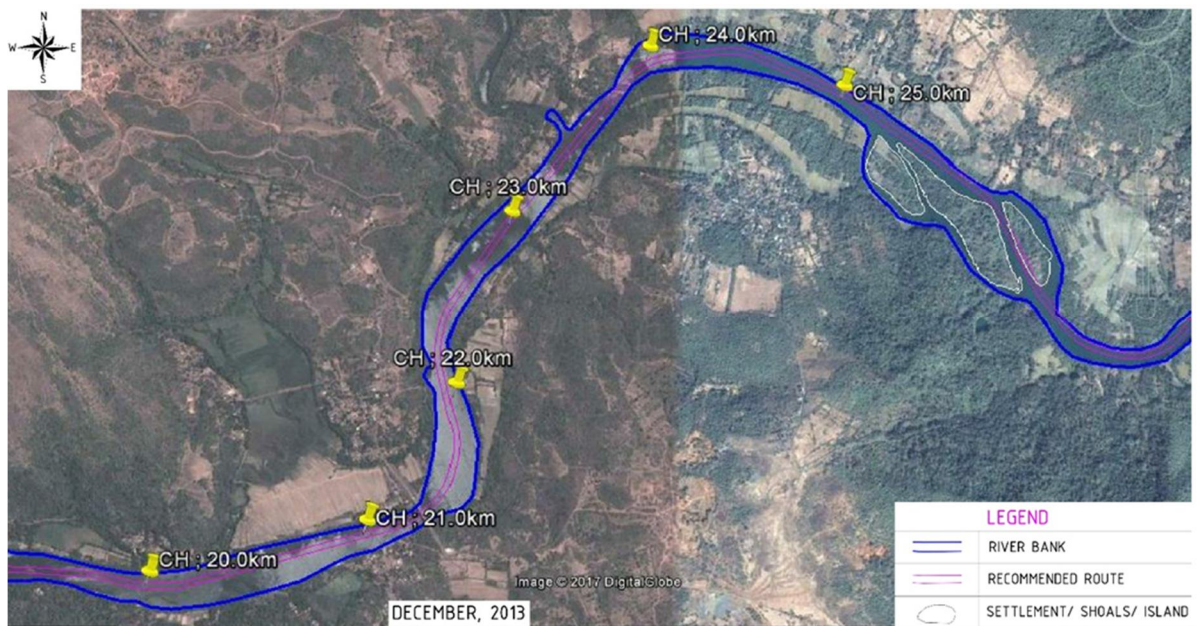 N
W E
S
CH ; 24.0km
CH ; 25.0km
CH ; 23.0km
CH ; 22.0km
CH ; 21.0km
CH ; 20.0km
Image © 2017 DigitalGlobe
DECEMBER, 2013
LEGEND
RIVER BANK
RECOMMENDED ROUTE
SETTLEMENT/ SHOALS/ ISLAND